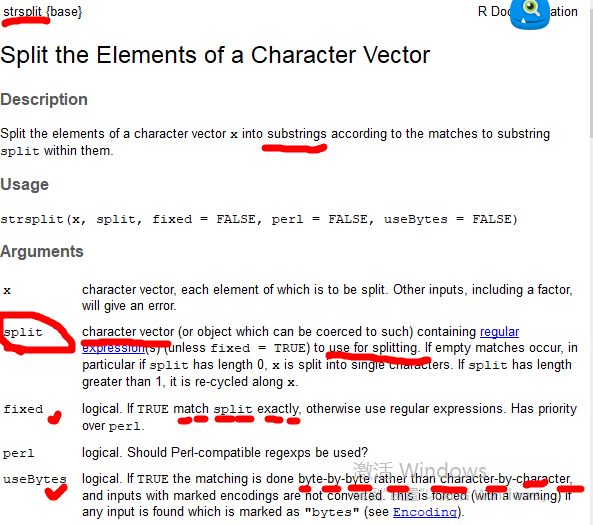 strsplit {base}
R Doc ation
Split the Elements of a Character Vector
Description
Split the elements of a character vector x into substrings according to the matches to substring
split within them.
Usage
strsplit(x, split, fixed = FALSE, perl = FALSE, useBytes = FALSE)
Arguments
x character vector, each element of which is to be split. Other inputs, including a factor,
will give an error.
split character vector (or object which can be coerced to such) containing regular
expression(s) (unless fixed = TRUE) to use for splitting. If empty matches occur, in
particular if split has length 0, x is split into single characters. If split has length
greater than 1, it is re-cycled along x.
fixed logical. If TRUE match split exactly, otherwise use regular expressions. Has priority
over perl.
perl logical. Should Perl-compatible regexps be used?
激活 Windows
useBytes logical. If TRUE the matching is done byte-by-byte rather than character-by-character,
and inputs with marked encodings are not converted. This is forced (with a warning) if
any input is found which is marked as "bytes" (see Encoding).